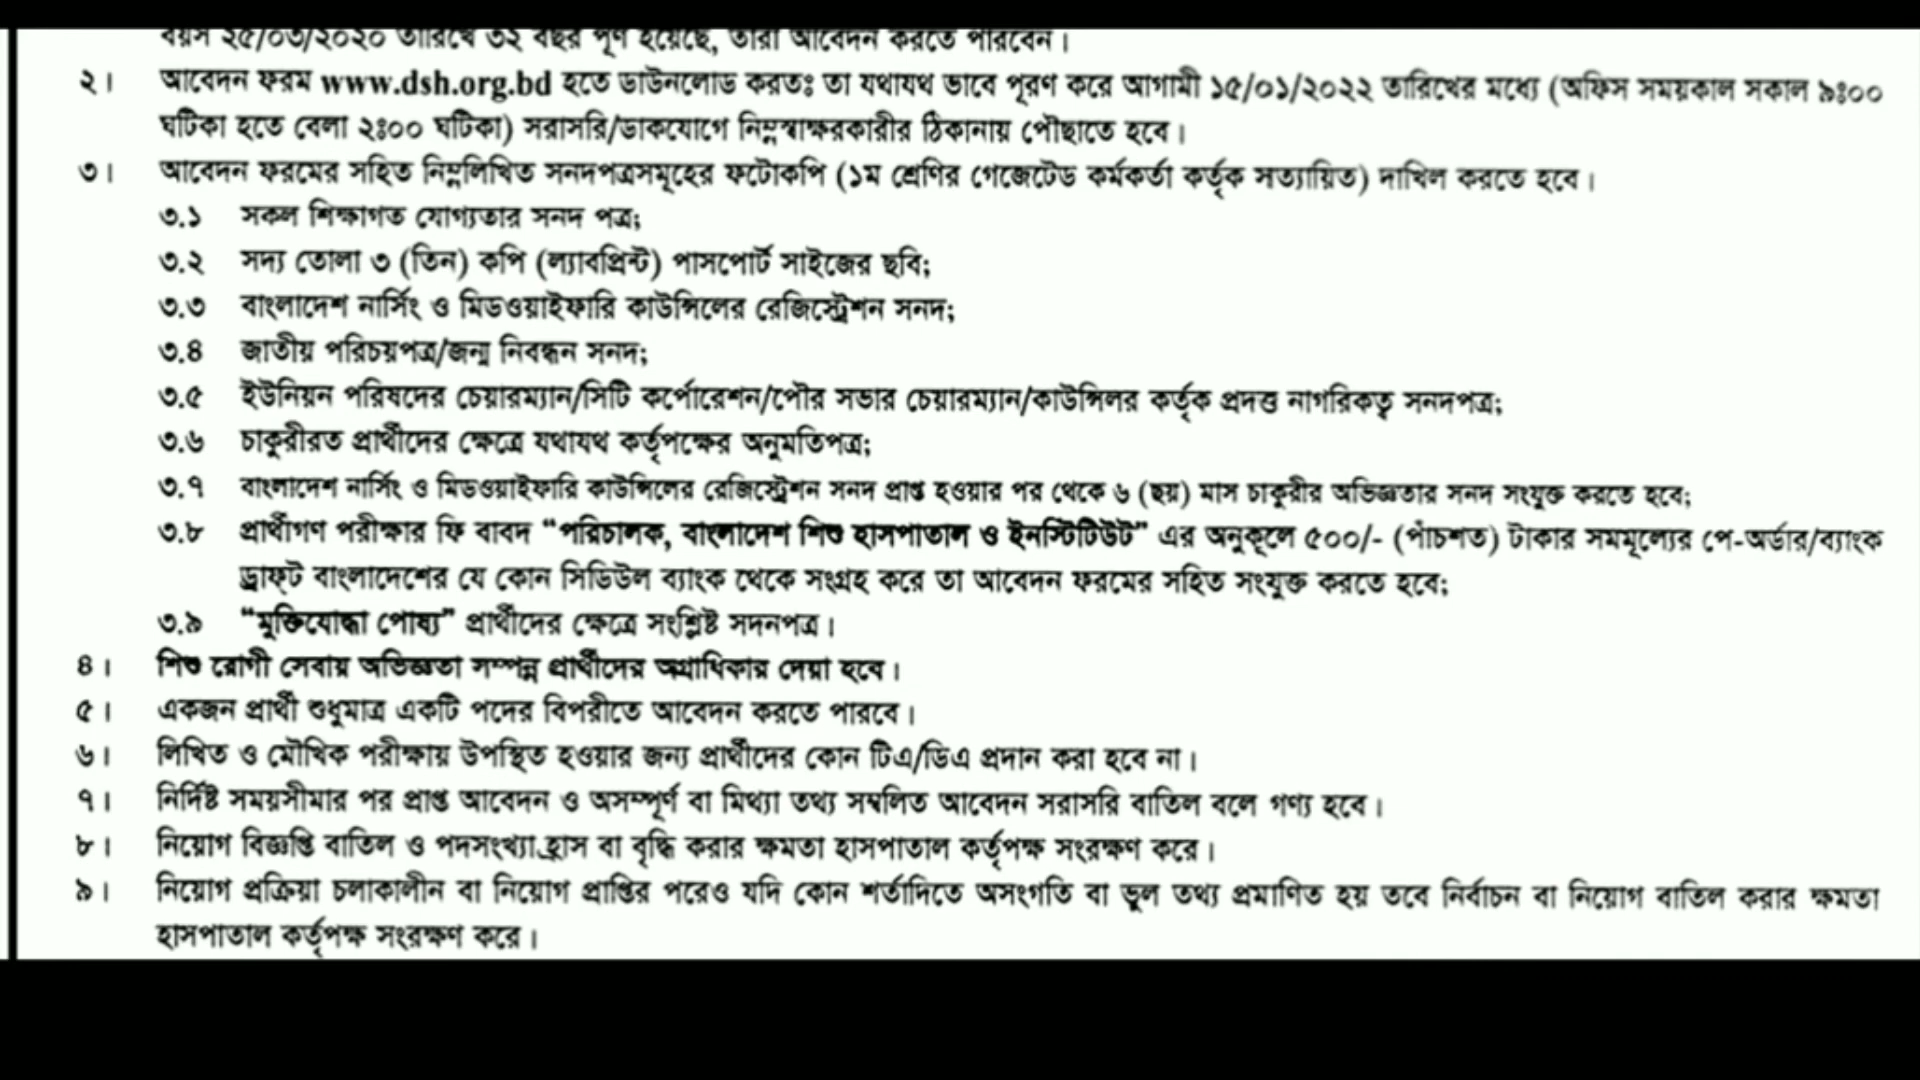 বয়স ২৫/০৩/২০২০ তারিখে ৩২ বছর পূর্ণ হয়েছে, তারা আবেদন করতে পারবেন।
২। আবেদন ফরম www.dsh.org.bd হতে ডাউনলোড করতঃ তা যথাযথ ভাবে পূরণ করে আগামী ১৫/০১/২০২২ তারিখের মধ্যে (অফিস সময়কাল সকাল ৯ঃ০০
ঘটিকা হতে বেলা ২ঃ০০ ঘটিকা) সরাসরি/ডাকযোগে নিম্নস্বাক্ষরকারীর ঠিকানায় পৌছাতে হবে।
৩। আবেদন ফরমের সহিত নিম্নলিখিত সনদপত্রসমূহের ফটোকপি (১ম শ্রেণির গেজেটেড কর্মকর্তা কর্তৃক সত্যায়িত) দাখিল করতে হবে।
৩.১ সকল শিক্ষাগত যোগ্যতার সনদ পত্র;
৩.২ সদ্য তোলা ৩ (তিন) কপি (ল্যাবপ্রিন্ট) পাসপোর্ট সাইজের ছবি;
৩.৩ বাংলাদেশ নার্সিং ও মিডওয়াইফারি কাউন্সিলের রেজিস্ট্রেশন সনদ;
৩.৪ জাতীয় পরিচয়পত্র/জন্ম নিবন্ধন সনদ;
৩.৫ ইউনিয়ন পরিষদের চেয়ারম্যান/সিটি কর্পোরেশন/পৌর সভার চেয়ারম্যান/কাউন্সিলর কর্তৃক প্রদত্ত নাগরিকত্ব সনদপত্র;
৩.৬ চাকুরীরত প্রার্থীদের ক্ষেত্রে যথাযথ কর্তৃপক্ষের অনুমতিপত্র;
৩.৭ বাংলাদেশ নার্সিং ও মিডওয়াইফারি কাউন্সিলের রেজিস্ট্রেশন সনদ প্রাপ্ত হওয়ার পর থেকে ৬ (ছয়) মাস চাকুরীর অভিজ্ঞতার সনদ সংযুক্ত করতে হবে;
৩.৮ প্রার্থীগণ পরীক্ষার ফি বাবদ “পরিচালক, বাংলাদেশ শিশু হাসপাতাল ও ইনস্টিটিউট” এর অনুকূলে ৫০০/- (পাঁচশত) টাকার সমমূল্যের পে-অর্ডার/ব্যাংক
ড্রাফ্ট বাংলাদেশের যে কোন সিডিউল ব্যাংক থেকে সংগ্রহ করে তা আবেদন ফরমের সহিত সংযুক্ত করতে হবে;
৩.৯ “মুক্তিযোদ্ধা পোষ্য” প্রার্থীদের ক্ষেত্রে সংশ্লিষ্ট সদনপত্র।
৪। শিশু রোগী সেবায় অভিজ্ঞতা সম্পন্ন প্রার্থীদের অগ্রাধিকার দেয়া হবে।
৫। একজন প্রার্থী শুধুমাত্র একটি পদের বিপরীতে আবেদন করতে পারবে।
৬। লিখিত ও মৌখিক পরীক্ষায় উপস্থিত হওয়ার জন্য প্রার্থীদের কোন টিএ/ডিএ প্রদান করা হবে না।
৭। নির্দিষ্ট সময়সীমার পর প্রাপ্ত আবেদন ও অসম্পূর্ণ বা মিথ্যা তথ্য সম্বলিত আবেদন সরাসরি বাতিল বলে গণ্য হবে।
৮। নিয়োগ বিজ্ঞপ্তি বাতিল ও পদসংখ্যা হ্রাস বা বৃদ্ধি করার ক্ষমতা হাসপাতাল কর্তৃপক্ষ সংরক্ষণ করে।
৯। নিয়োগ প্রক্রিয়া চলাকালীন বা নিয়োগ প্রাপ্তির পরেও যদি কোন শর্তাদিতে অসংগতি বা ভুল তথ্য প্রমাণিত হয় তবে নির্বাচন বা নিয়োগ বাতিল করার ক্ষমতা
হাসপাতাল কর্তৃপক্ষ সংরক্ষণ করে।